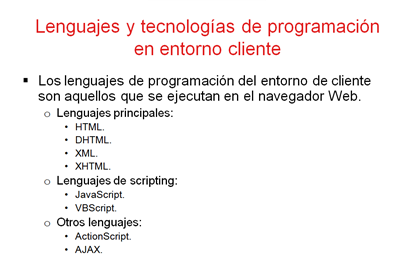 Lenguajes y tecnologías de programación
en entorno cliente
▪ Los lenguajes de programación del entorno de cliente
son aquellos que se ejecutan en el navegador Web.
o Lenguajes principales:
• HTML.
• DHTML.
• XML.
• XHTML.
o Lenguajes de scripting:
• JavaScript.
• VBScript.
o Otros lenguajes:
• ActionScript.
• AJAX.